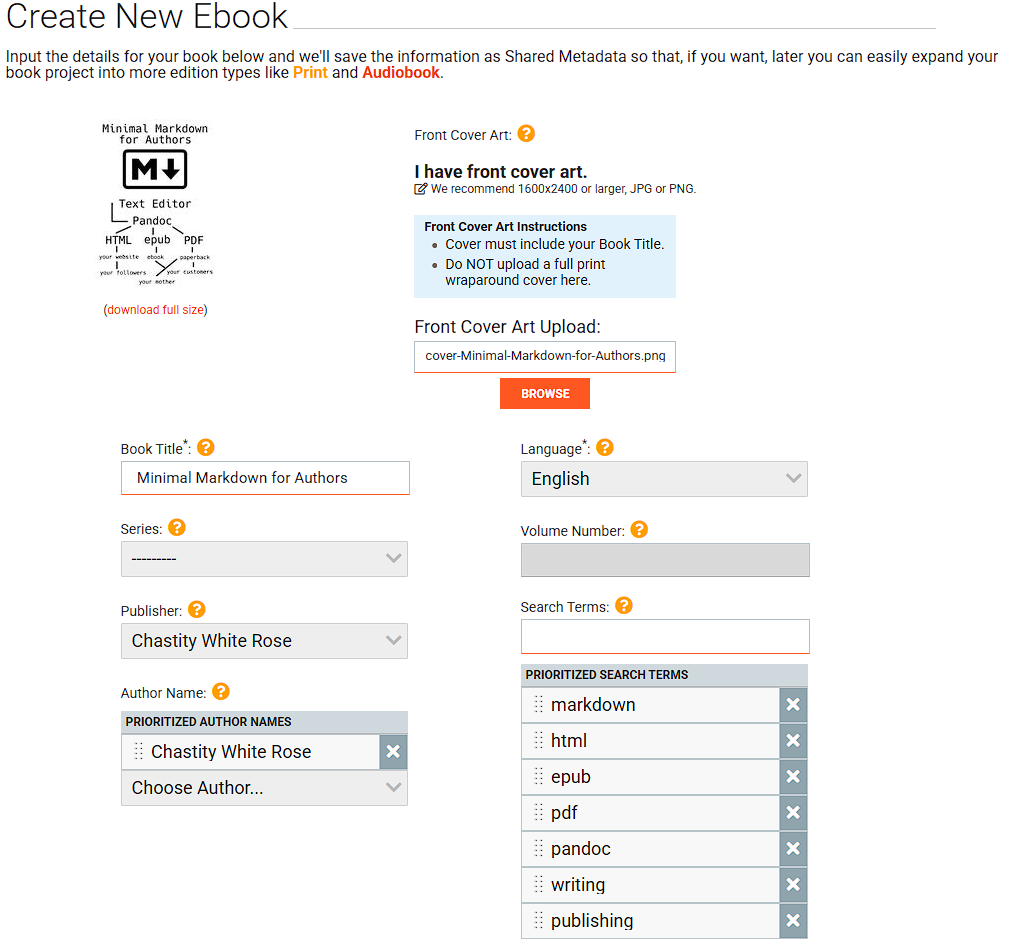 Create New Ebook
Input the details for your book below and we'll save the information as Shared Metadata so that, if you want, later you can easily expand your
book project into more edition types like Print and Audiobook.
Minimal Markdown
for Authors
M
Text Editor
Pandoc
HTML epub PDF
your website ebook paperback
your followers your customers
your mother
(download full size)
Front Cover Art: ?
I have front cover art.
We recommend 1600x2400 or larger, JPG or PNG.
Front Cover Art Instructions
• Cover must include your Book Title.
• Do NOT upload a full print
wraparound cover here.
Front Cover Art Upload:
cover-Minimal-Markdown-for-Authors.png
BROWSE
Book Title*: ?
Minimal Markdown for Authors
Language*: ?
English
Series: ?
---------
Volume Number: ?
Publisher: ?
Chastity White Rose
Search Terms: ?
Author Name: ?
PRIORITIZED AUTHOR NAMES
Chastity White Rose
Choose Author...
PRIORITIZED SEARCH TERMS
markdown
html
epub
pdf
pandoc
writing
publishing